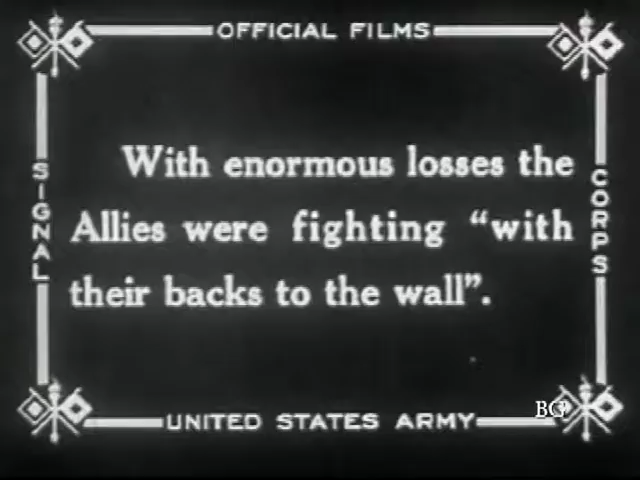 OFFICIAL FILMS
SIGNAL
CORPS
With enormous losses the
Allies were fighting "with
their backs to the wall".
BG
UNITED STATES ARMY